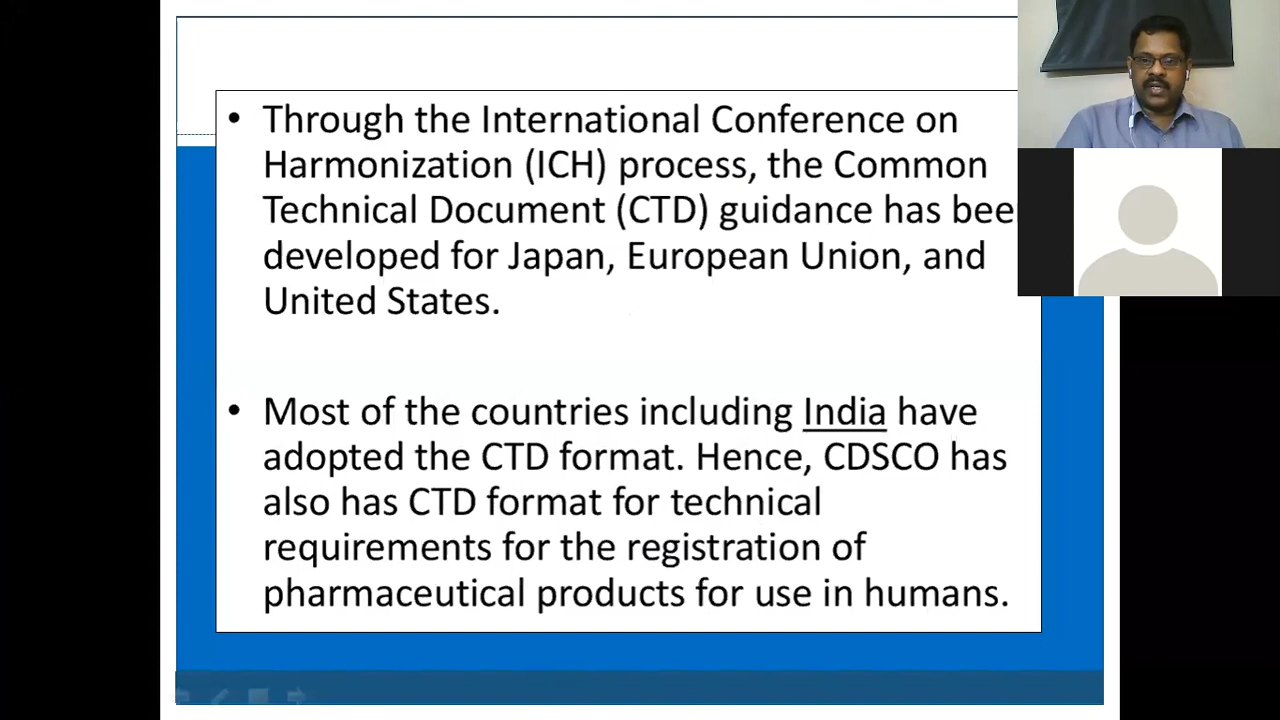 • Through the International Conference on
Harmonization (ICH) process, the Common
Technical Document (CTD) guidance has bee
developed for Japan, European Union, and
United States.
• Most of the countries including India have
adopted the CTD format. Hence, CDSCO has
also has CTD format for technical
requirements for the registration of
pharmaceutical products for use in humans.